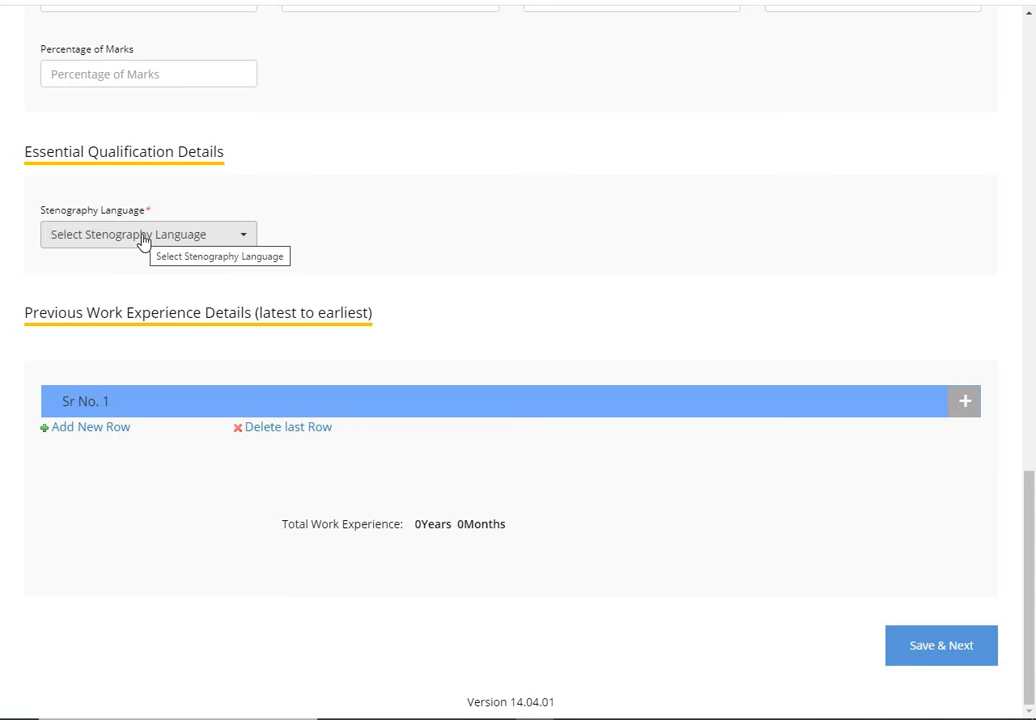 Percentage of Marks
Percentage of Marks
Essential Qualification Details
Stenography Language*
Select Stenography Language
Select Stenography Language
Previous Work Experience Details (latest to earliest)
Sr No. 1
Add New Row Delete last Row
Total Work Experience: 0Years 0Months
Save & Next
Version 14.04.01